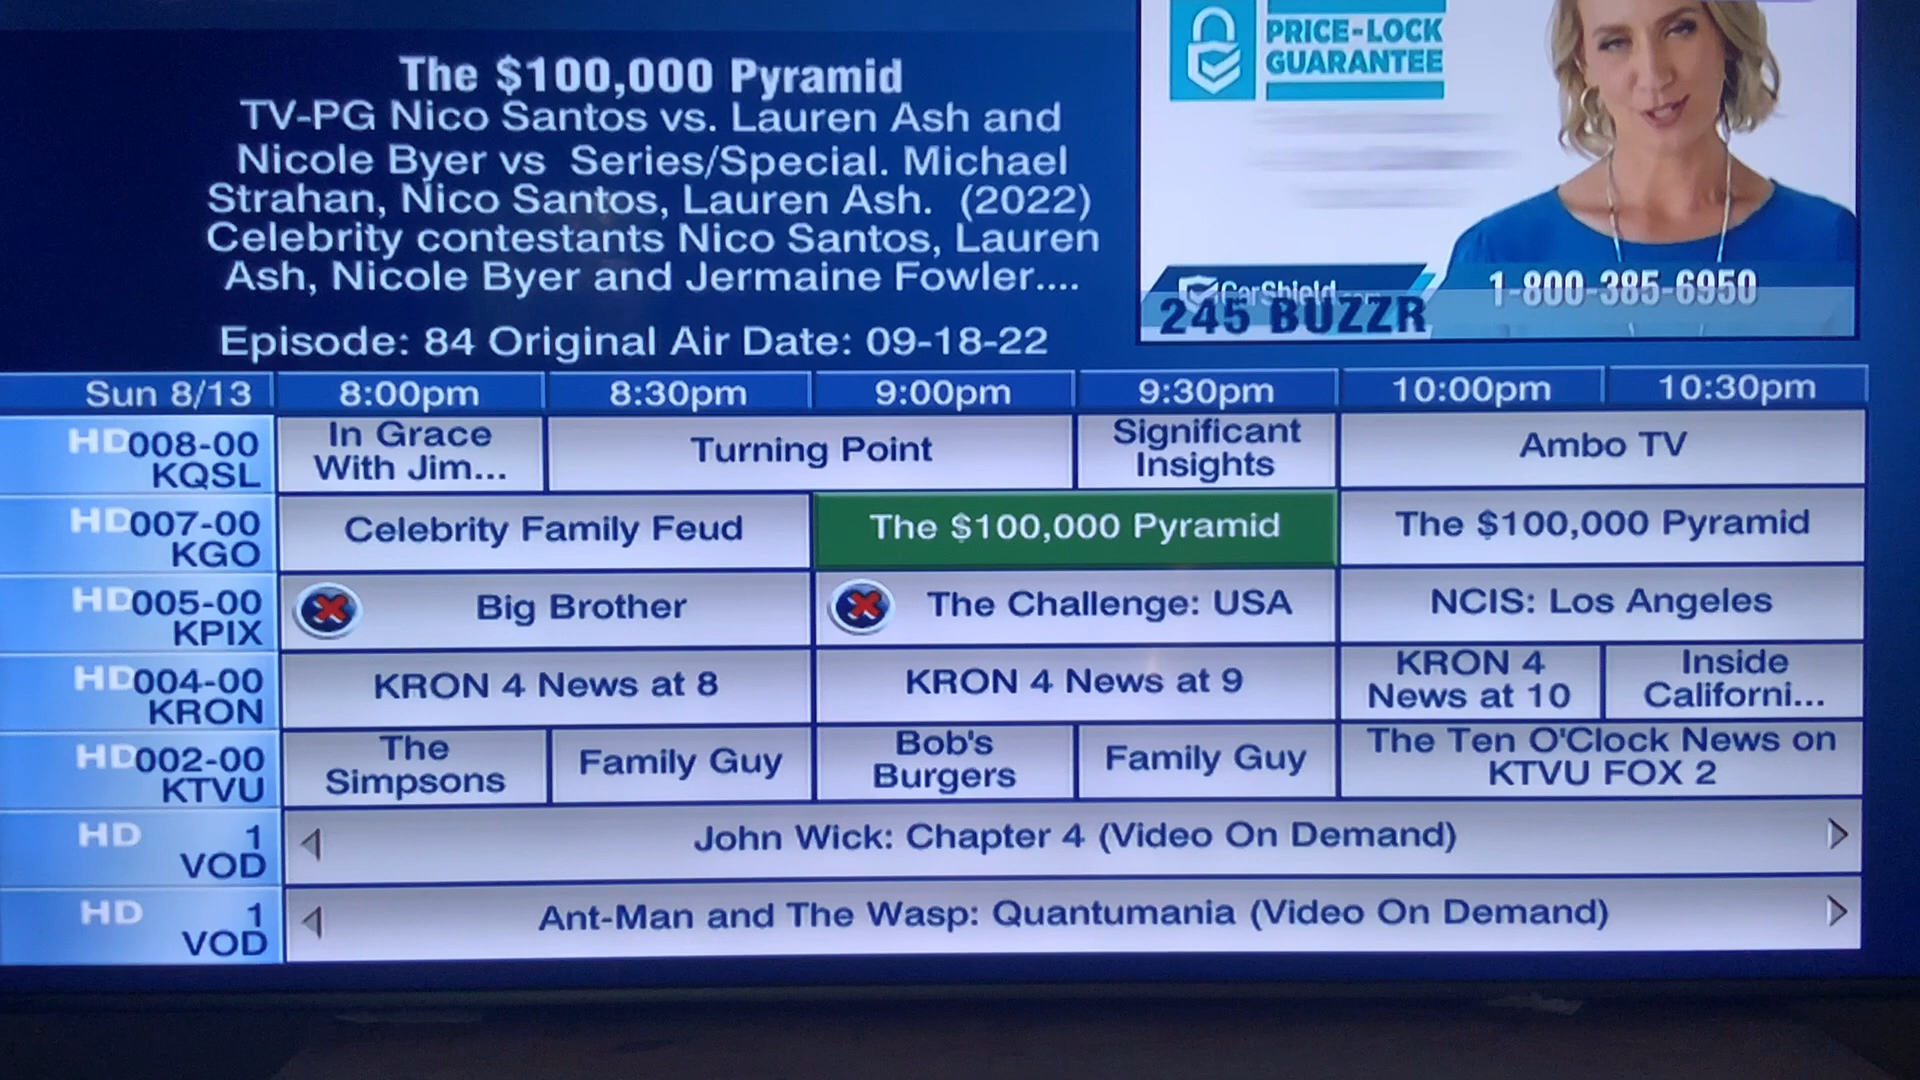 The $100,000 Pyramid
TV-PG Nico Santos vs. Lauren Ash and
Nicole Byer vs  Series/Special. Michael
Strahan, Nico Santos, Lauren Ash.  (2022)
Celebrity contestants Nico Santos, Lauren
Ash, Nicole Byer and Jermaine Fowler....
Episode: 84 Original Air Date: 09-18-22
PRICE-LOCK
GUARANTEE
CarShield
1-800-385-6950
245 BUZZR
Sun 8/13 8:00pm 8:30pm 9:00pm 9:30pm 10:00pm 10:30pm
HD008-00
KQSL
In Grace
With Jim...
Turning Point
Significant
Insights
Ambo TV
HD007-00
KGO
Celebrity Family Feud
The $100,000 Pyramid
The $100,000 Pyramid
HD005-00
KPIX
Big Brother
The Challenge: USA
NCIS: Los Angeles
HD004-00
KRON
KRON 4 News at 8
KRON 4 News at 9
KRON 4
News at 10
Inside
Californi...
HD002-00
KTVU
The
Simpsons
Family Guy
Bob's
Burgers
Family Guy
The Ten O'Clock News on
KTVU FOX 2
HD 1
VOD
John Wick: Chapter 4 (Video On Demand)
HD 1
VOD
Ant-Man and The Wasp: Quantumania (Video On Demand)